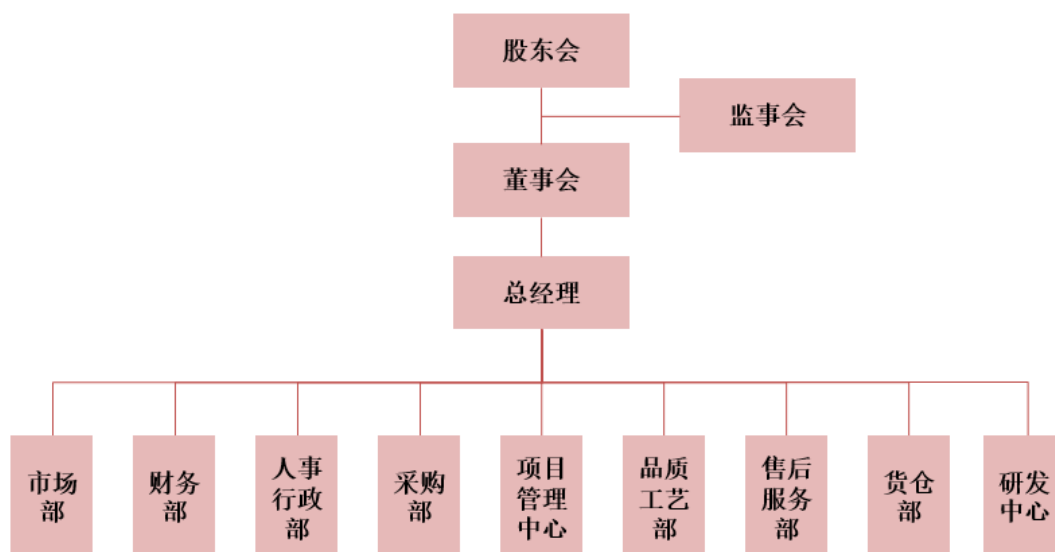 股东会
监事会
董事会
总经理
市场
部
财务
部
人事
行政
部
采购
部
项目
管理
中心
品质
工艺
部
售后
服务
部
货仓
部
研发
中心